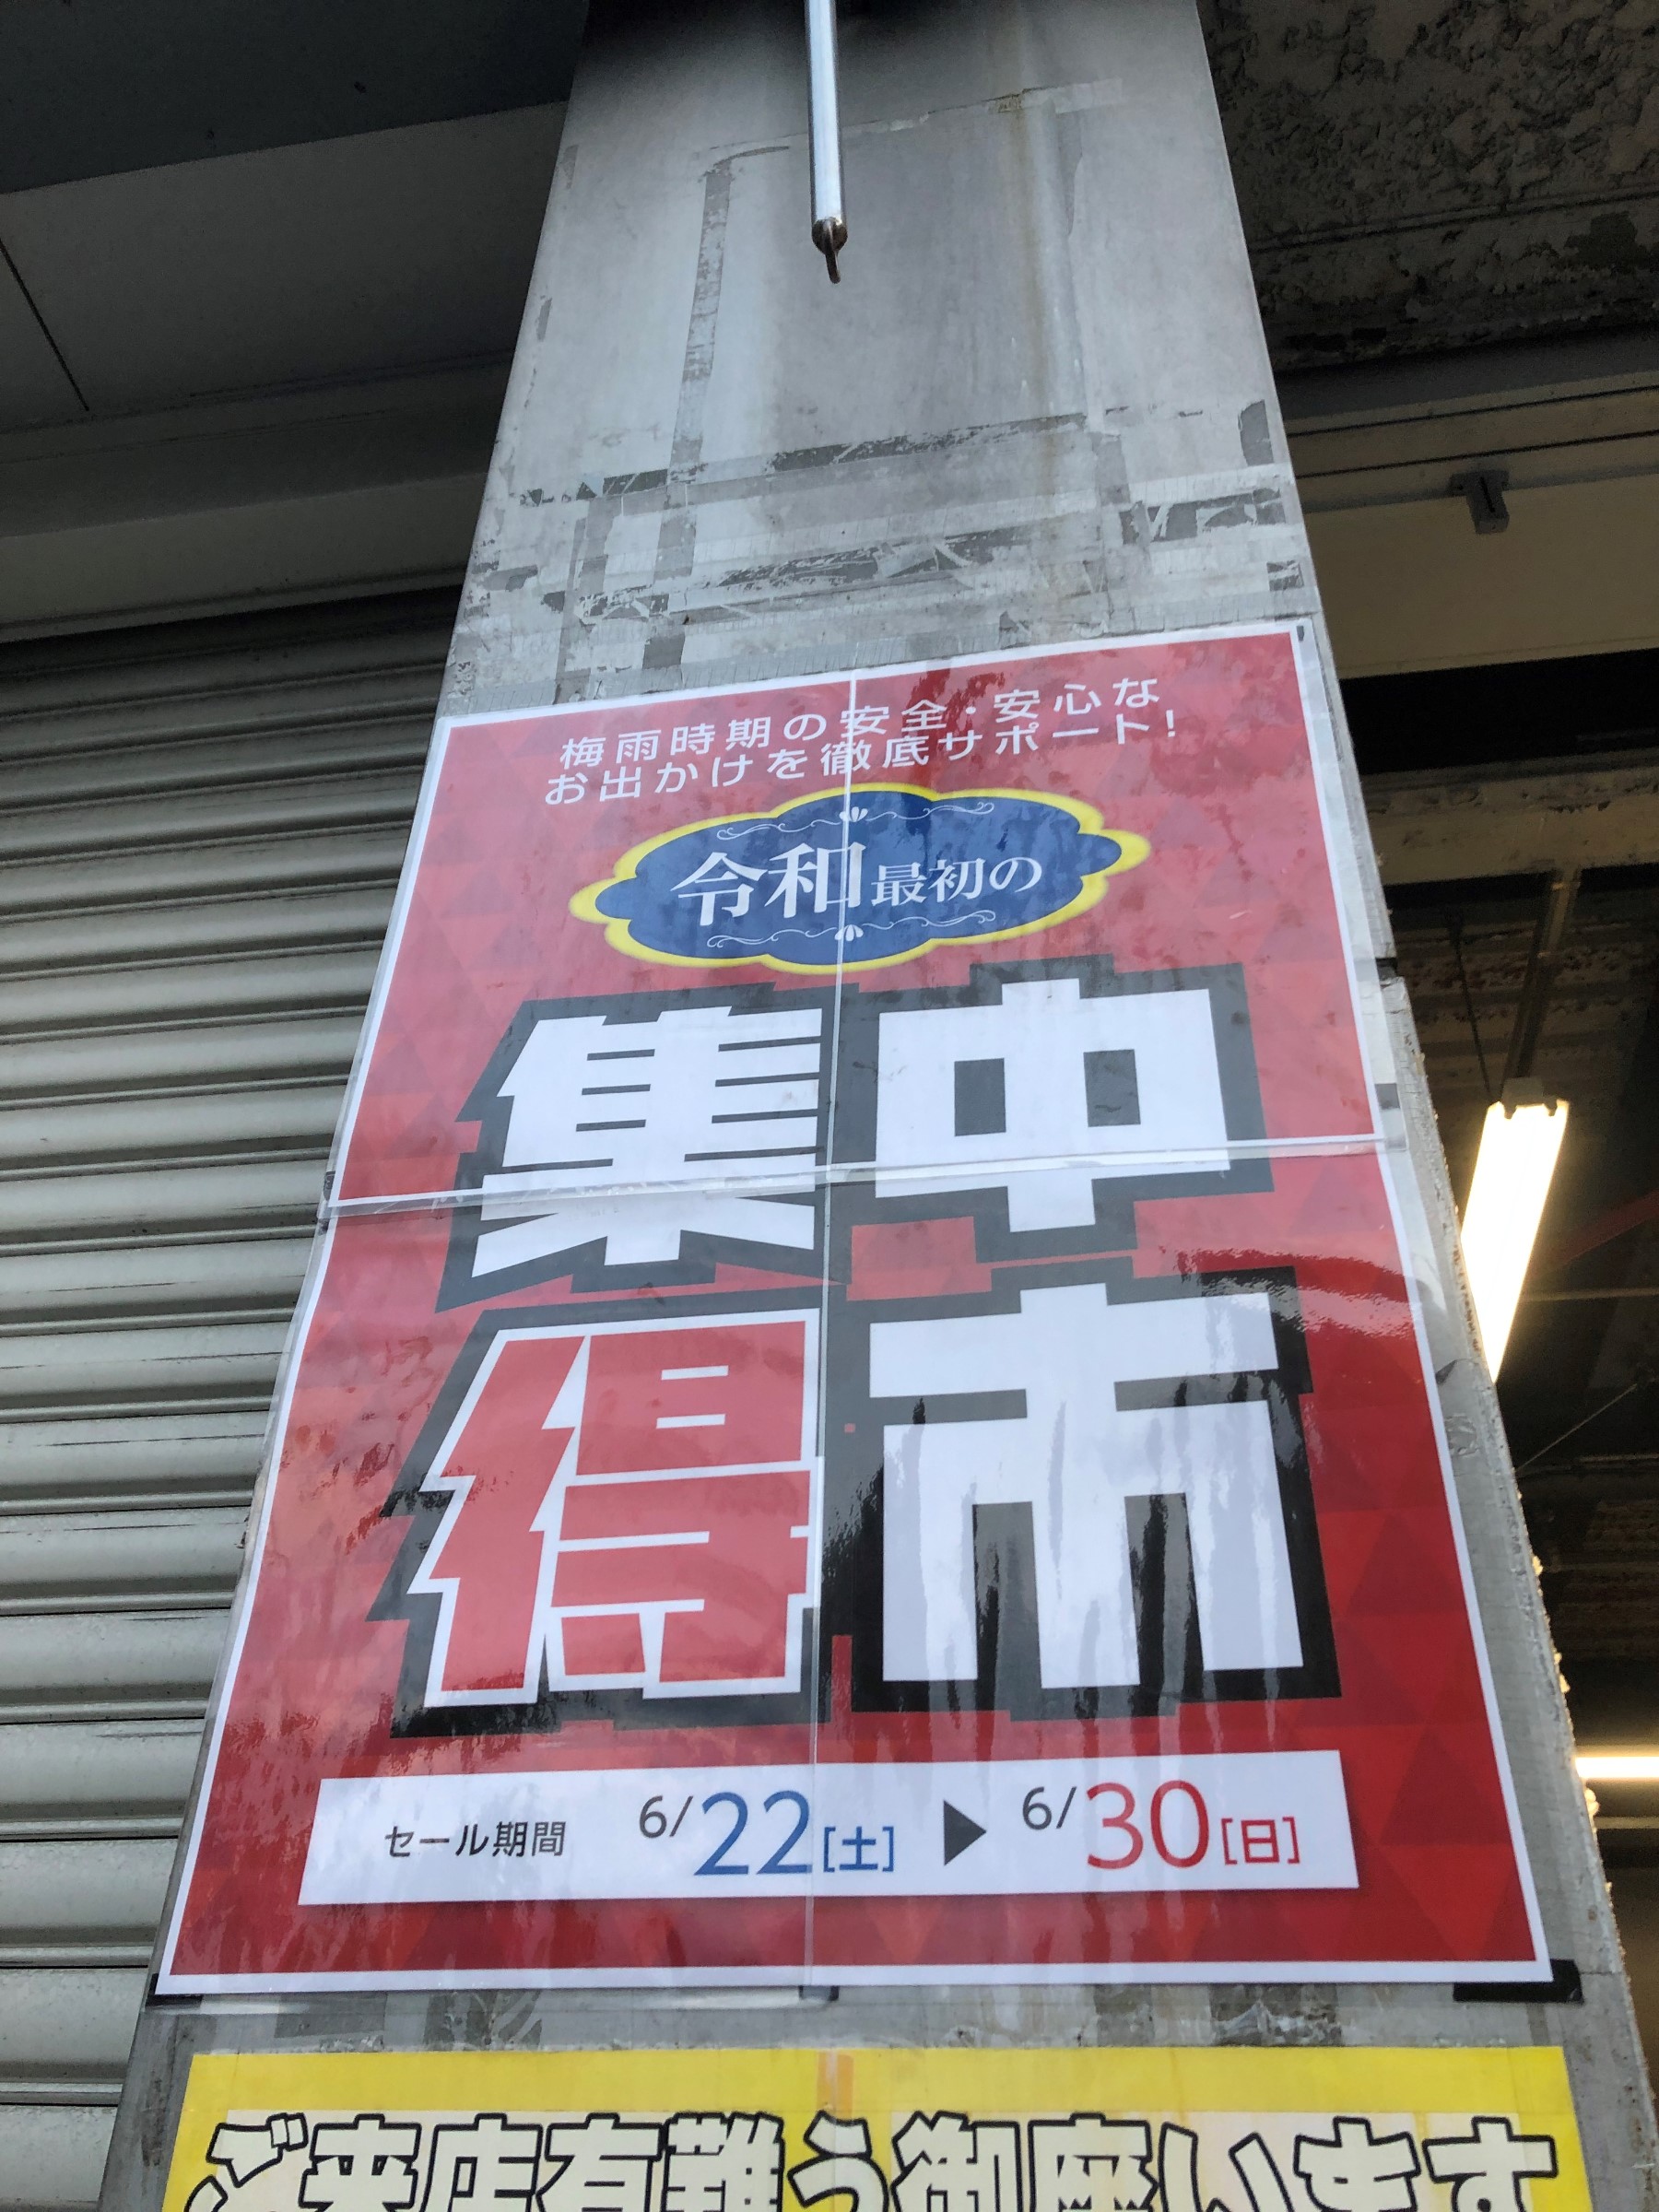 梅雨時期の安全・安心な
お出かけを徹底サポート!
令和最初の
集中
得市
セール期間 6/22[土] ▶ 6/30[日]
ご来店有難う御座います